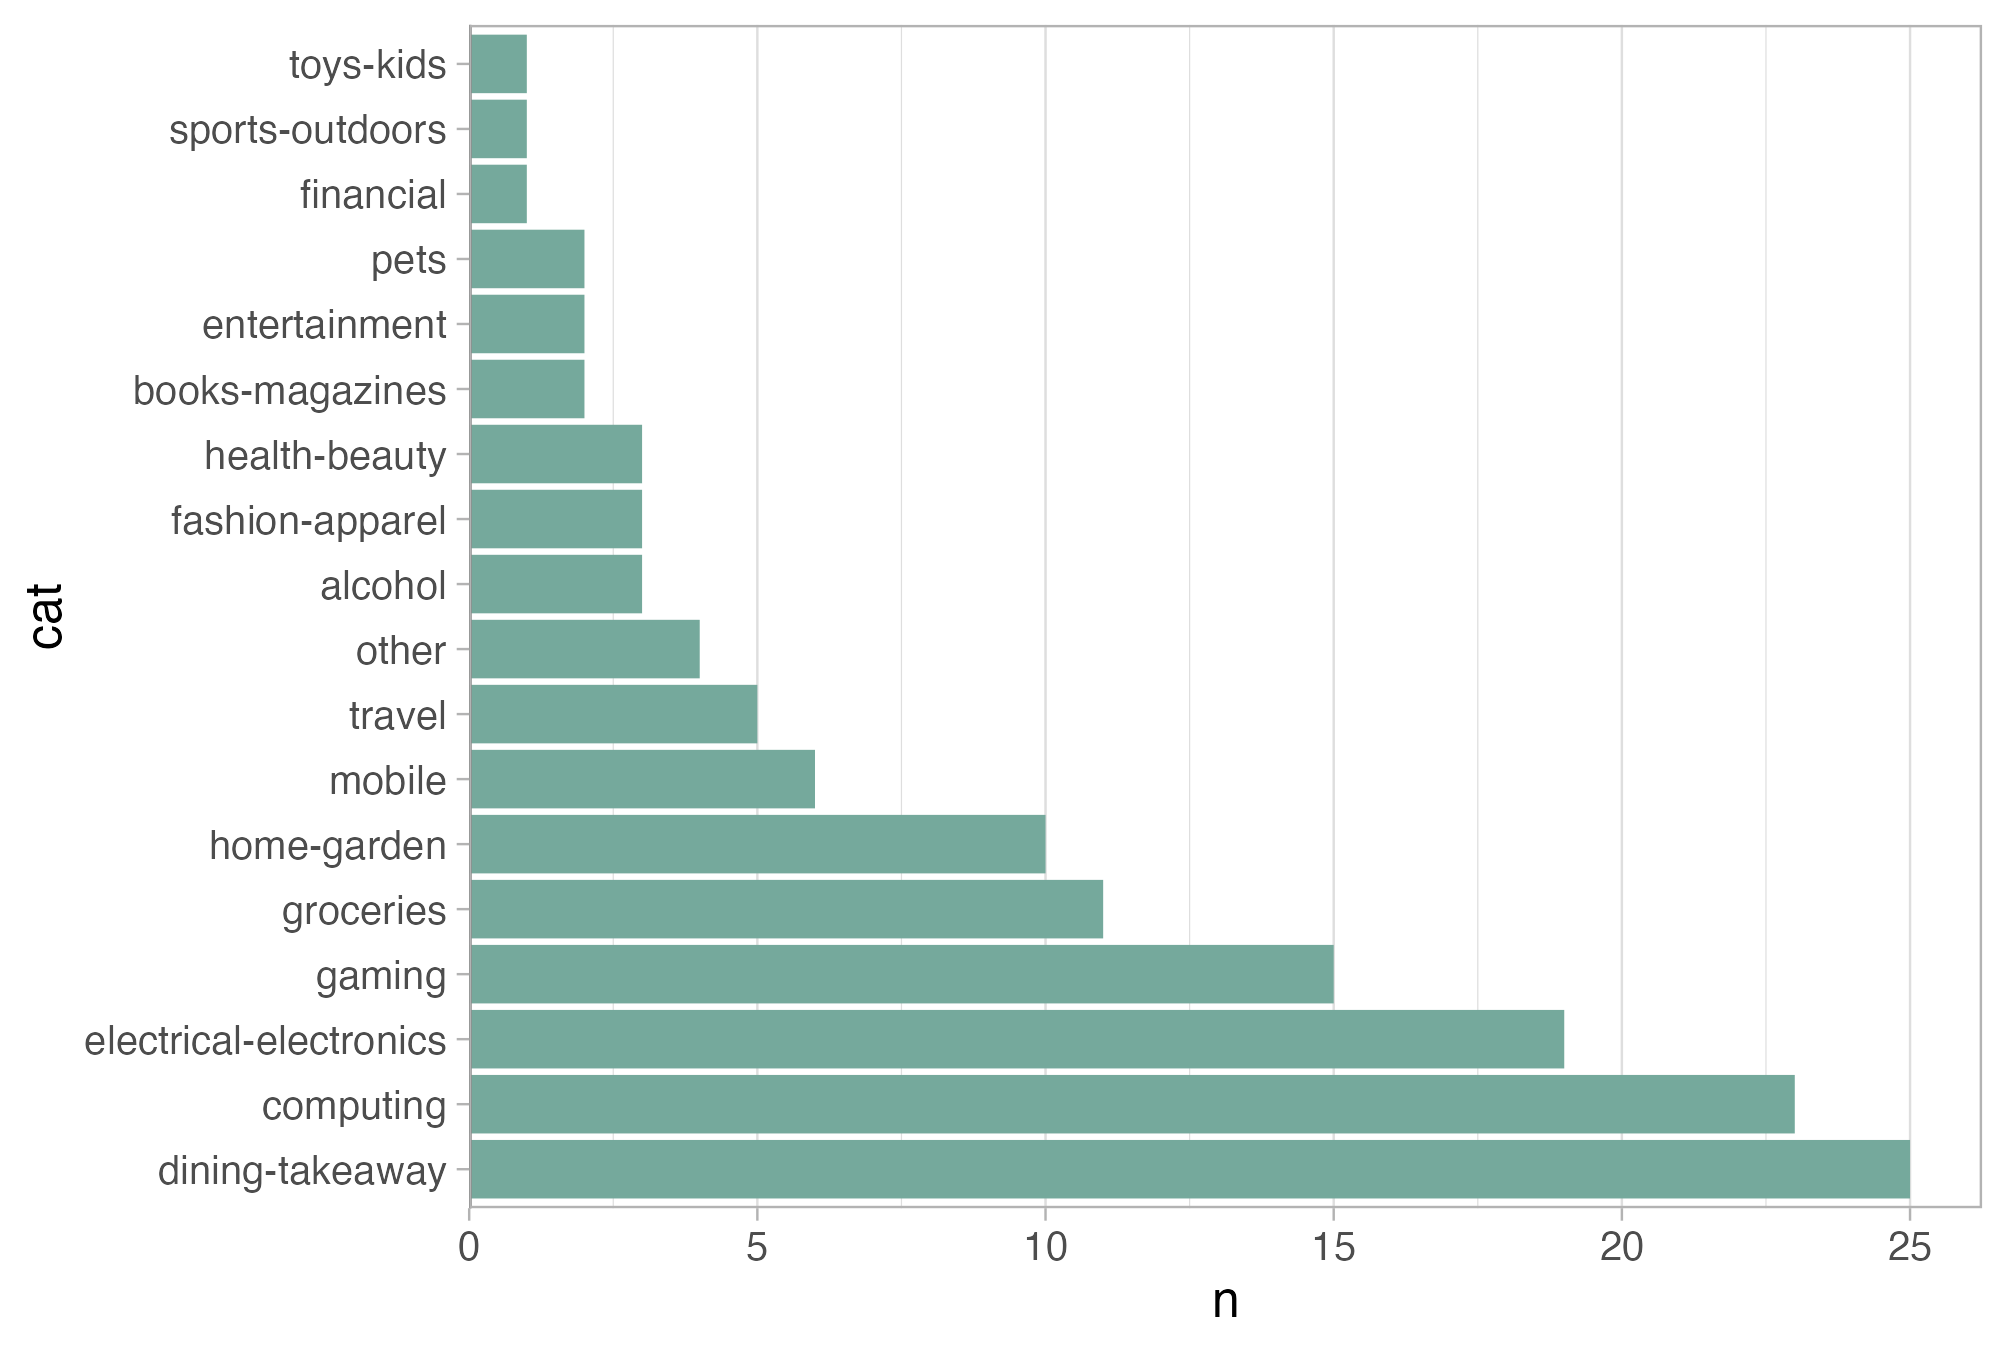 toys-kids
sports-outdoors
financial
pets
entertainment
books-magazines
health-beauty
fashion-apparel
alcohol
other
travel
mobile
home-garden
groceries
gaming
electrical-electronics
computing
dining-takeaway
cat
0 5 10 15 20 25
n